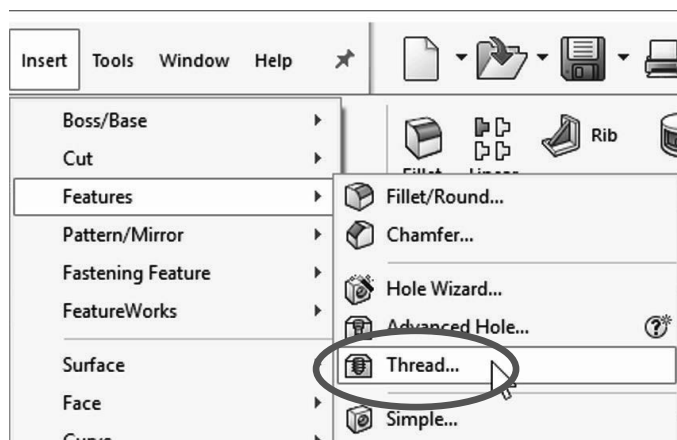 Insert Tools Window Help
Rib
Boss/Base
Cut
Features
Pattern/Mirror
Fastening Feature
FeatureWorks
Surface
Face
Fillet/Round...
Chamfer...
Hole Wizard...
Advanced Hole...
Thread...
Simple...